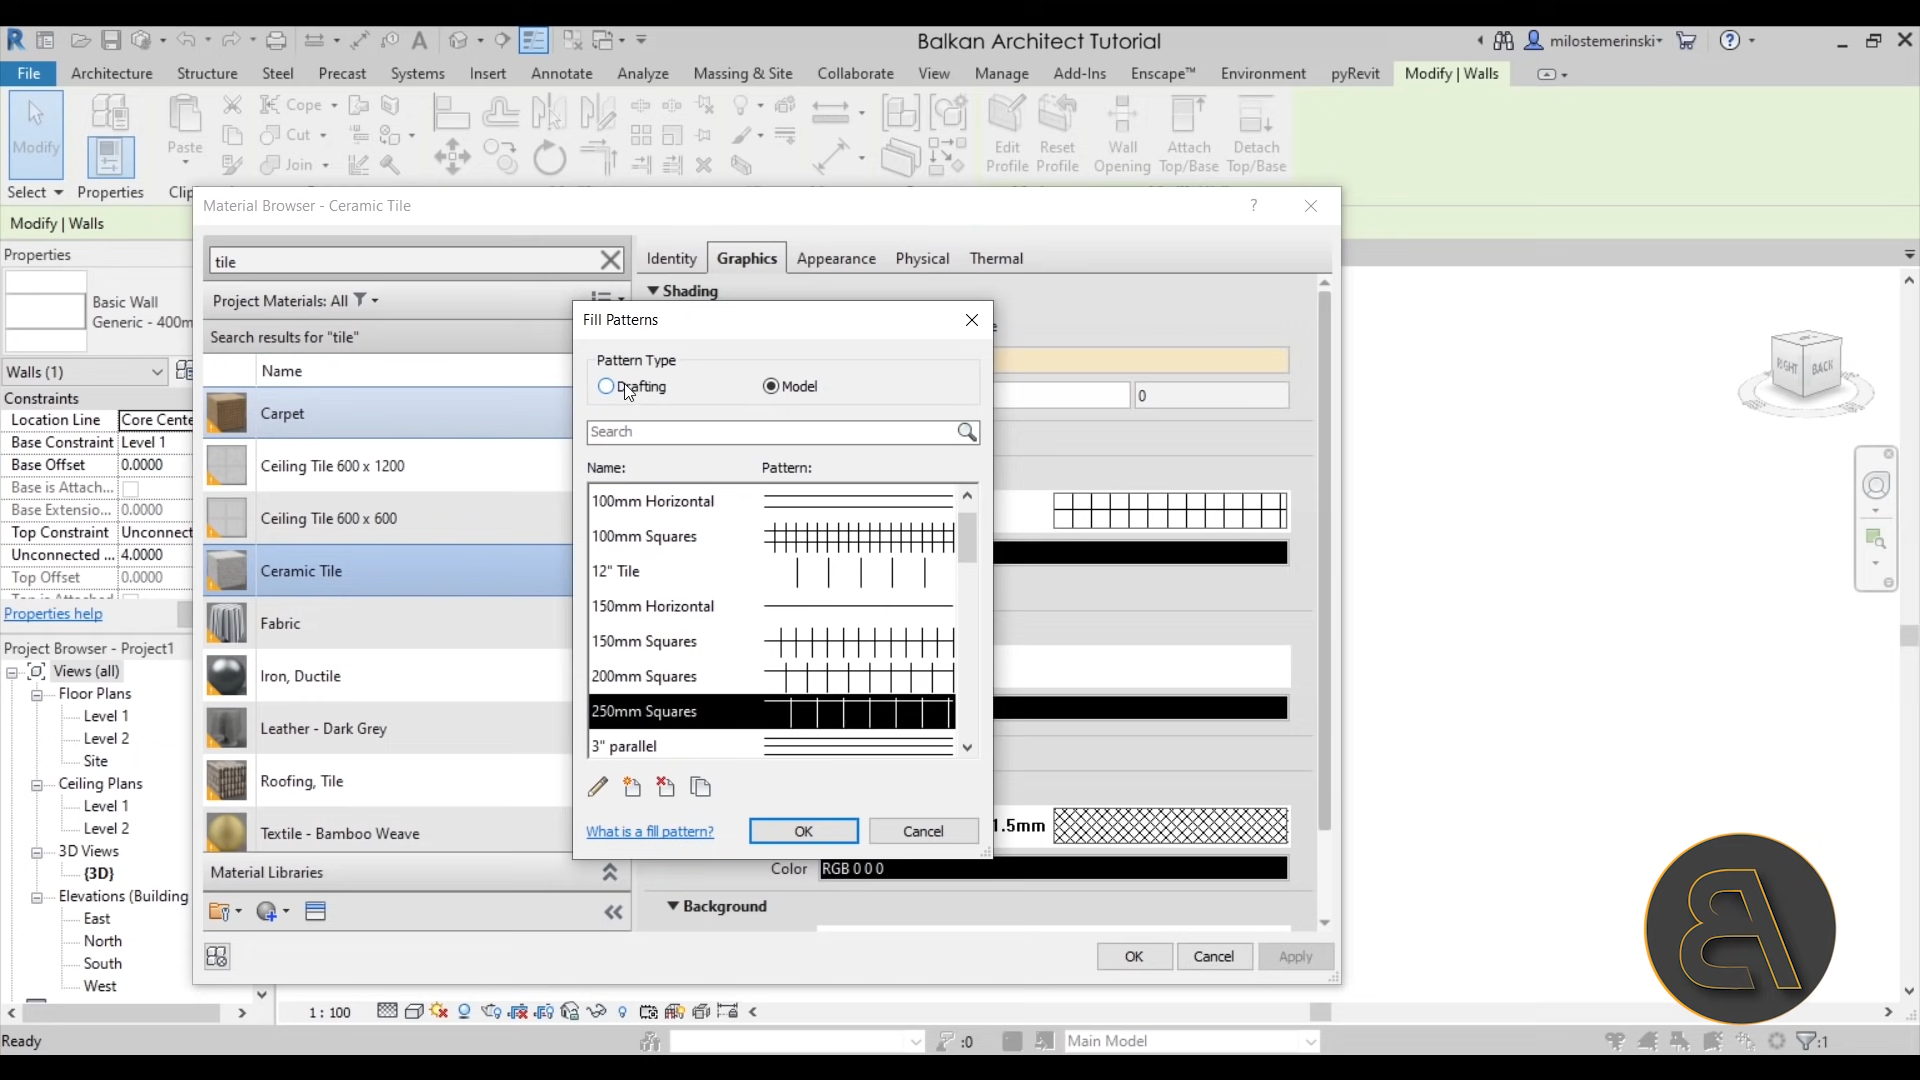 Balkan Architect Tutorial
milostemerinski
File Architecture Structure Steel Precast Systems Insert Annotate Analyze Massing & Site Collaborate View Manage Add-Ins Enscape™ Environment pyRevit Modify | Walls
Modify
Paste
Cope
Cut
Join
Edit Profile
Reset Profile
Wall Opening
Attach Top/Base
Detach Top/Base
Select Properties Clip
Modify | Walls
Properties
Basic Wall
Generic - 400m
Walls (1)
Constraints
Location Line Core Cente
Base Constraint Level 1
Base Offset 0.0000
Base is Attach...
Base Extensio... 0.0000
Top Constraint Unconnect
Unconnected ... 4.0000
Top Offset 0.0000
Properties help
Project Browser - Project1
Views (all)
Floor Plans
Level 1
Level 2
Site
Ceiling Plans
Level 1
Level 2
3D Views
{3D}
Elevations (Building
East
North
South
West
Ready
Material Browser - Ceramic Tile
tile
Project Materials: All
Search results for "tile"
Name
Carpet
Ceiling Tile 600 x 1200
Ceiling Tile 600 x 600
Ceramic Tile
Fabric
Iron, Ductile
Leather - Dark Grey
Roofing, Tile
Textile - Bamboo Weave
Material Libraries
Identity Graphics Appearance Physical Thermal
Shading
0
1.5mm
Color RGB 0 0 0
Background
OK Cancel Apply
Fill Patterns
Pattern Type
Drafting Model
Search
Name: Pattern:
100mm Horizontal
100mm Squares
12" Tile
150mm Horizontal
150mm Squares
200mm Squares
250mm Squares
3" parallel
What is a fill pattern? OK Cancel
RIGHT BACK
1 : 100
:0
Main Model
:1